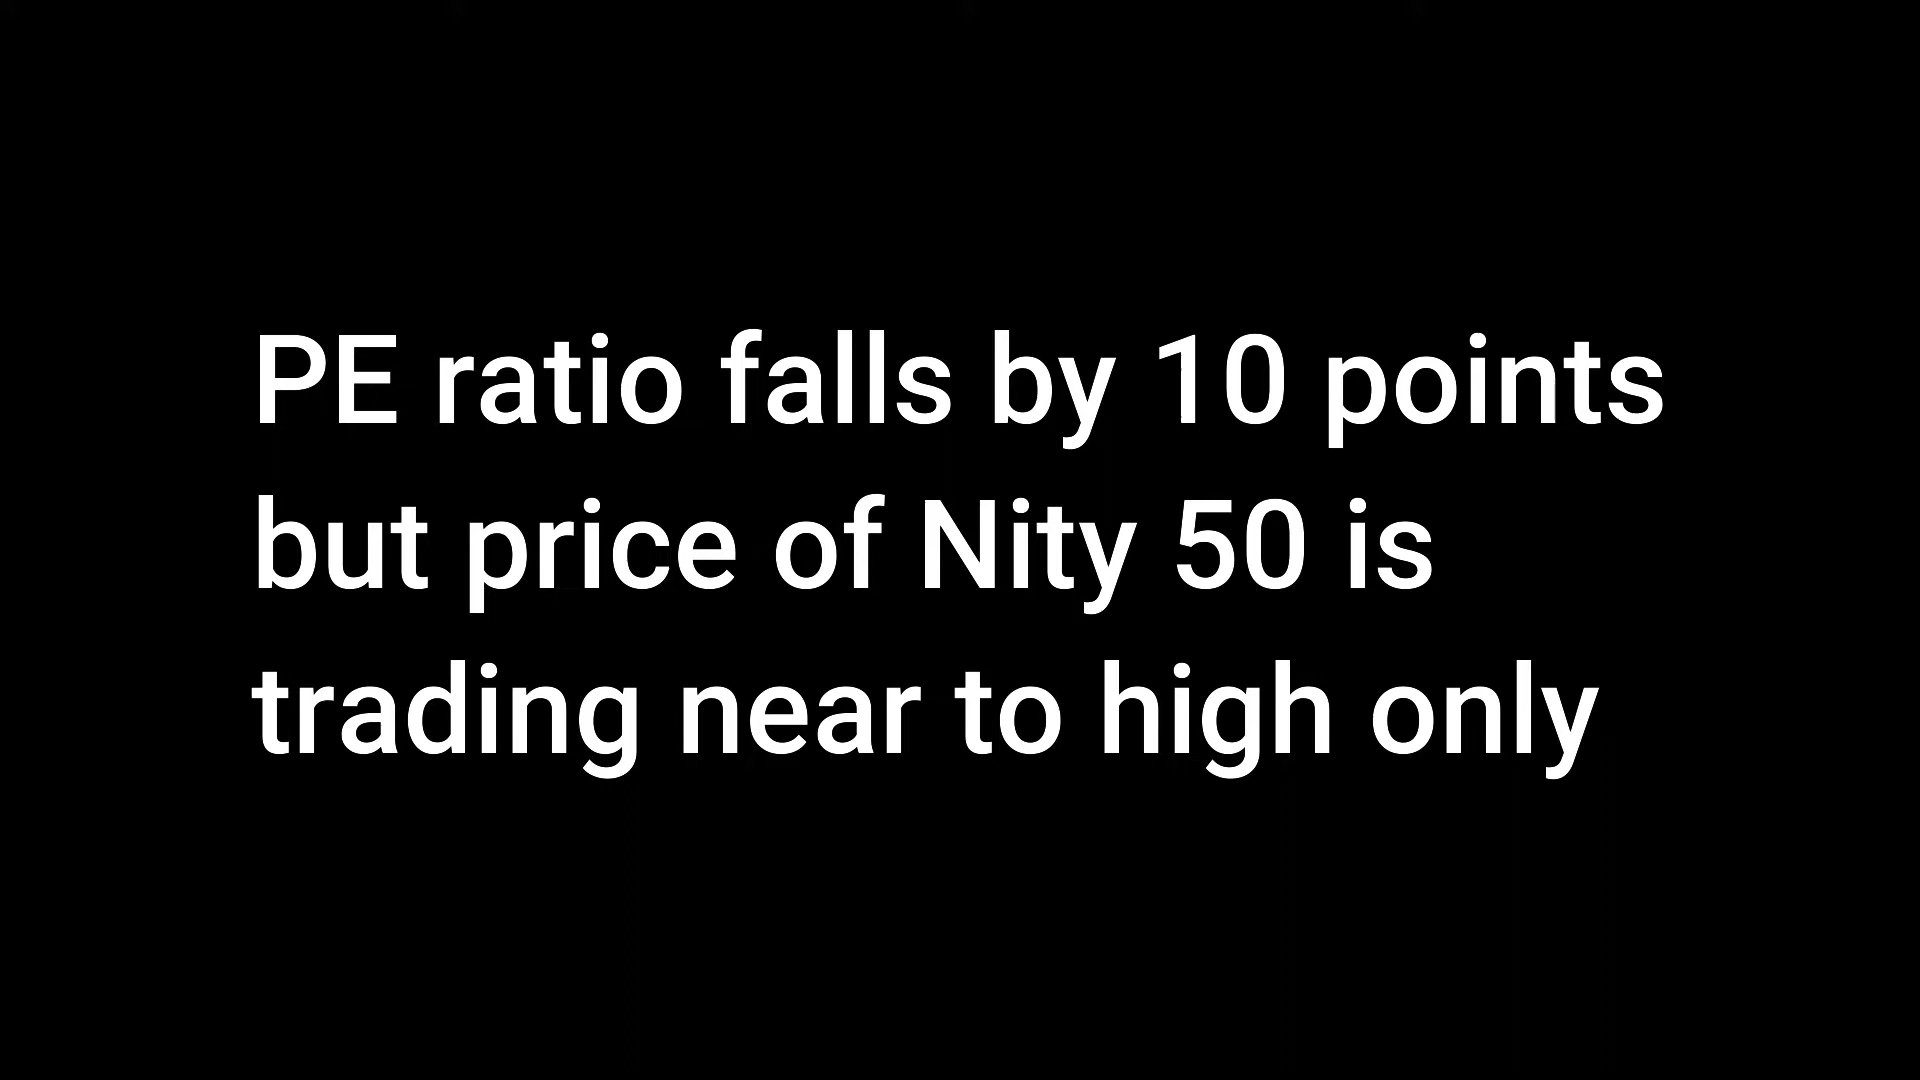 PE ratio falls by 10 points
but price of Nity 50 is
trading near to high only